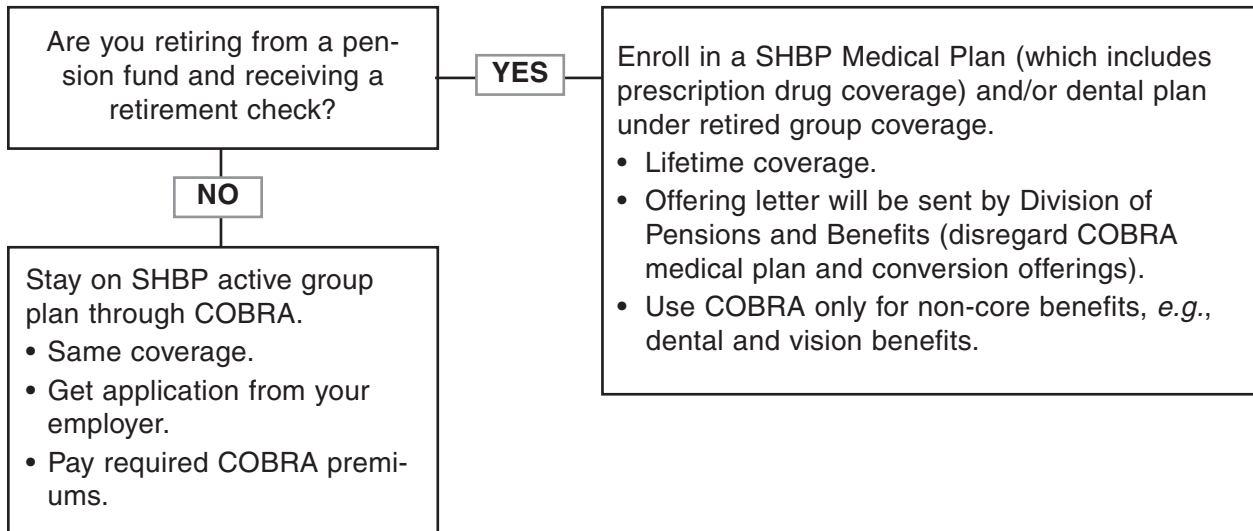 Are you retiring from a pen-
sion fund and receiving a
retirement check?
YES
Enroll in a SHBP Medical Plan (which includes
prescription drug coverage) and/or dental plan
under retired group coverage.
• Lifetime coverage.
• Offering letter will be sent by Division of
Pensions and Benefits (disregard COBRA
medical plan and conversion offerings).
• Use COBRA only for non-core benefits, e.g.,
dental and vision benefits.
NO
Stay on SHBP active group
plan through COBRA.
• Same coverage.
• Get application from your
employer.
• Pay required COBRA premi-
ums.